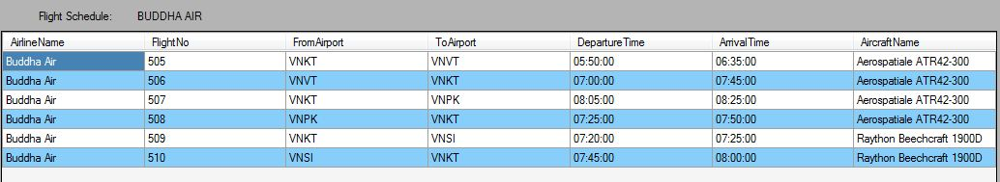 Flight Schedule: BUDDHA AIR
AirlineName FlightNo FromAirport ToAirport DepartureTime ArrivalTime AircraftName
Buddha Air 505 VNKT VNVT 05:50:00 06:35:00 Aerospatiale ATR42-300
Buddha Air 506 VNVT VNKT 07:00:00 07:45:00 Aerospatiale ATR42-300
Buddha Air 507 VNKT VNPK 08:05:00 08:25:00 Aerospatiale ATR42-300
Buddha Air 508 VNPK VNKT 07:25:00 07:50:00 Aerospatiale ATR42-300
Buddha Air 509 VNKT VNSI 07:20:00 07:25:00 Raython Beechcraft 1900D
Buddha Air 510 VNSI VNKT 07:45:00 08:00:00 Raython Beechcraft 1900D